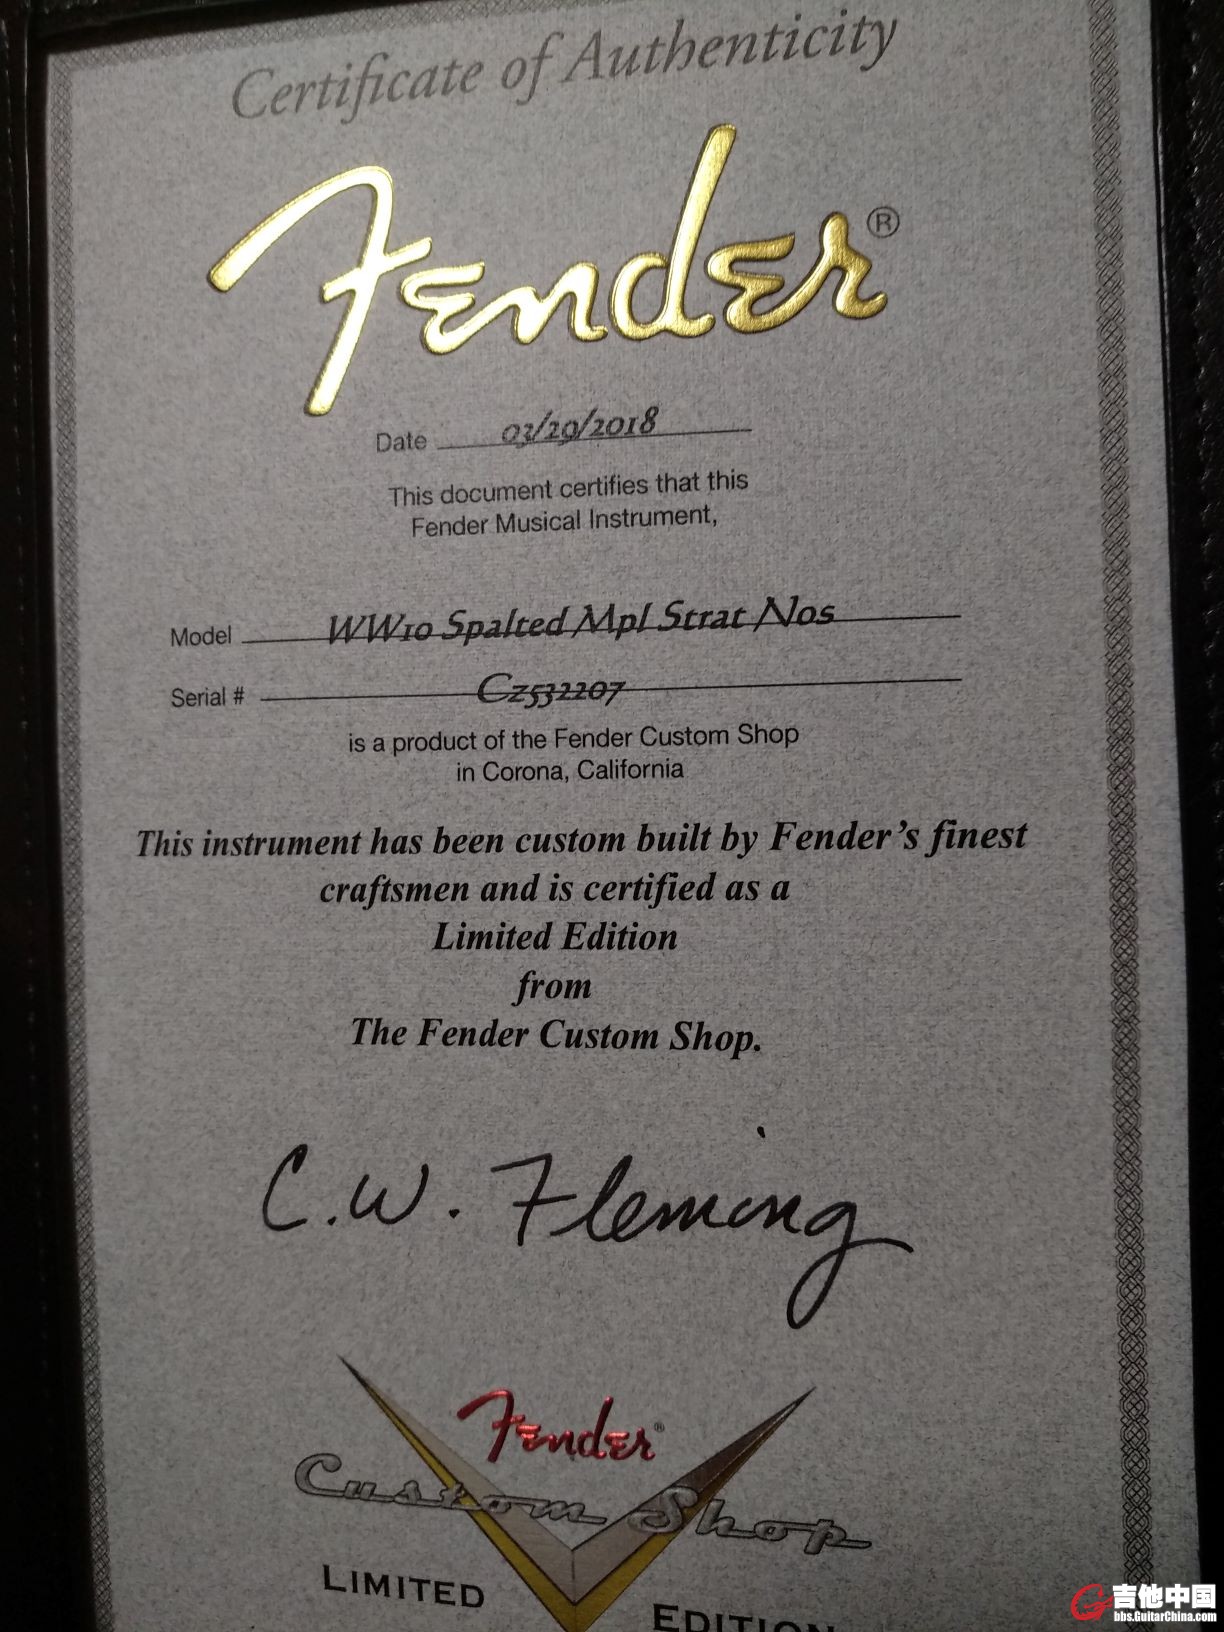 Certificate of Authenticity
Fender®
Date 03/29/2018
This document certifies that this
Fender Musical Instrument,
Model WW10 Spalted Mpl Strat Nos
Serial # Cz532207
is a product of the Fender Custom Shop
in Corona, California
This instrument has been custom built by Fender's finest
craftsmen and is certified as a
Limited Edition
from
The Fender Custom Shop.
C.W. Fleming
Fender®
Custom Shop
LIMITED EDITION
吉他中国
bbs.GuitarChina.com